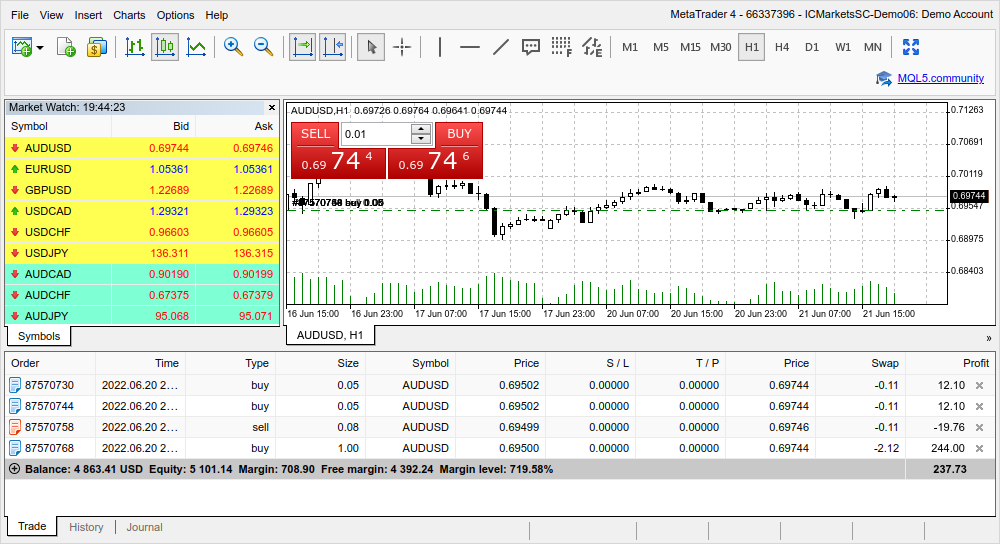 File View Insert Charts Options Help MetaTrader 4 - 66337396 - ICMarketsSC-Demo06: Demo Account
M1 M5 M15 M30 H1 H4 D1 W1 MN
MQL5.community
Market Watch: 19:44:23
Symbol Bid Ask
AUDUSD 0.69744 0.69746
EURUSD 1.05361 1.05361
GBPUSD 1.22689 1.22689
USDCAD 1.29321 1.29323
USDCHF 0.96603 0.96605
USDJPY 136.311 136.315
AUDCAD 0.90190 0.90199
AUDCHF 0.67375 0.67379
AUDJPY 95.068 95.071
Symbols
AUDUSD,H1 0.69726 0.69764 0.69641 0.69744
SELL 0.01 BUY
0.69 74 4 0.69 74 6
0.71263
0.70691
0.70119
0.69744
0.69547
0.68975
0.68403
16 Jun 15:00 16 Jun 23:00 17 Jun 07:00 17 Jun 15:00 17 Jun 23:00 20 Jun 07:00 20 Jun 15:00 20 Jun 23:00 21 Jun 07:00 21 Jun 15:00
AUDUSD, H1 »
Order Time Type Size Symbol Price S / L T / P Price Swap Profit
87570730 2022.06.20 2... buy 0.05 AUDUSD 0.69502 0.00000 0.00000 0.69744 -0.11 12.10
87570744 2022.06.20 2... buy 0.05 AUDUSD 0.69502 0.00000 0.00000 0.69744 -0.11 12.10
87570758 2022.06.20 2... sell 0.08 AUDUSD 0.69499 0.00000 0.00000 0.69746 -0.11 -19.76
87570768 2022.06.20 2... buy 1.00 AUDUSD 0.69500 0.00000 0.00000 0.69744 -2.12 244.00
Balance: 4 863.41 USD Equity: 5 101.14 Margin: 708.90 Free margin: 4 392.24 Margin level: 719.58% 237.73
Trade History Journal